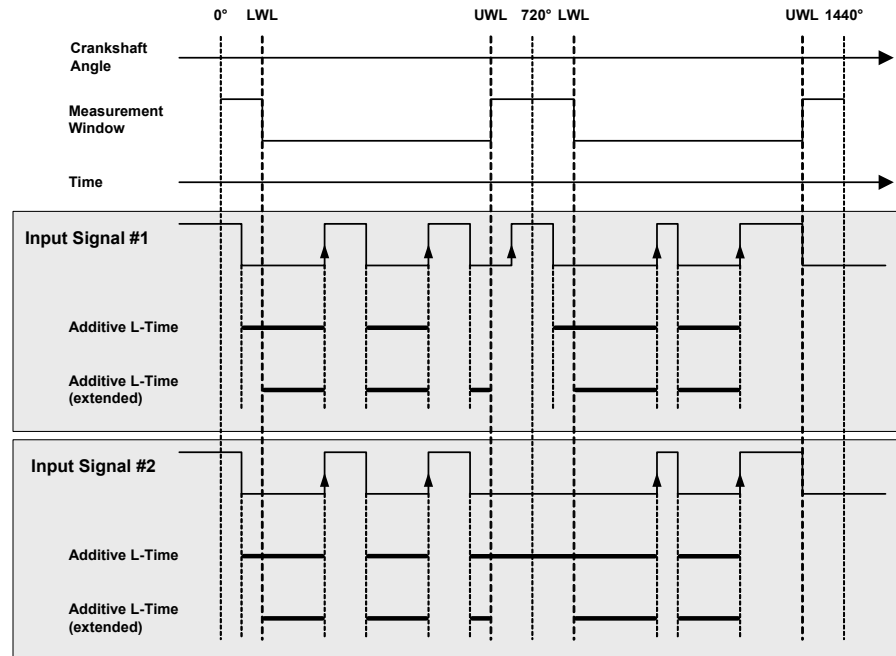 0° LWL UWL 720° LWL UWL 1440°
Crankshaft
Angle
Measurement
Window
Time
Input Signal #1
Additive L-Time
Additive L-Time
(extended)
Input Signal #2
Additive L-Time
Additive L-Time
(extended)